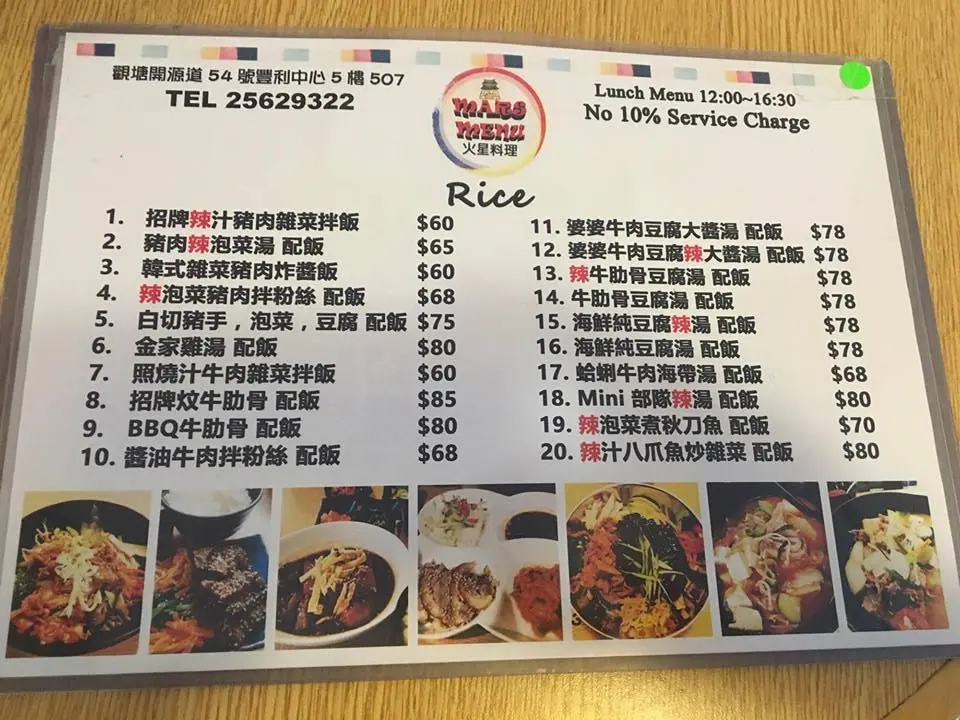 觀塘開源道 54 號豐利中心 5 樓 507
TEL 25629322
MARS
MENU
火星料理
Lunch Menu 12:00~16:30
No 10% Service Charge
Rice
1. 招牌辣汁豬肉雜菜拌飯 $60
2. 豬肉辣泡菜湯 配飯 $65
3. 韓式雜菜豬肉炸醬飯 $60
4. 辣泡菜豬肉拌粉絲 配飯 $68
5. 白切豬手，泡菜，豆腐 配飯 $75
6. 金家雞湯 配飯 $80
7. 照燒汁牛肉雜菜拌飯 $60
8. 招牌炆牛肋骨 配飯 $85
9. BBQ牛肋骨 配飯 $80
10. 醬油牛肉拌粉絲 配飯 $68
11. 婆婆牛肉豆腐大醬湯 配飯 $78
12. 婆婆牛肉豆腐辣大醬湯 配飯 $78
13. 辣牛肋骨豆腐湯 配飯 $78
14. 牛肋骨豆腐湯 配飯 $78
15. 海鮮純豆腐辣湯 配飯 $78
16. 海鮮純豆腐湯 配飯 $78
17. 蛤蜊牛肉海帶湯 配飯 $68
18. Mini 部隊辣湯 配飯 $80
19. 辣泡菜煮秋刀魚 配飯 $70
20. 辣汁八爪魚炒雜菜 配飯 $80